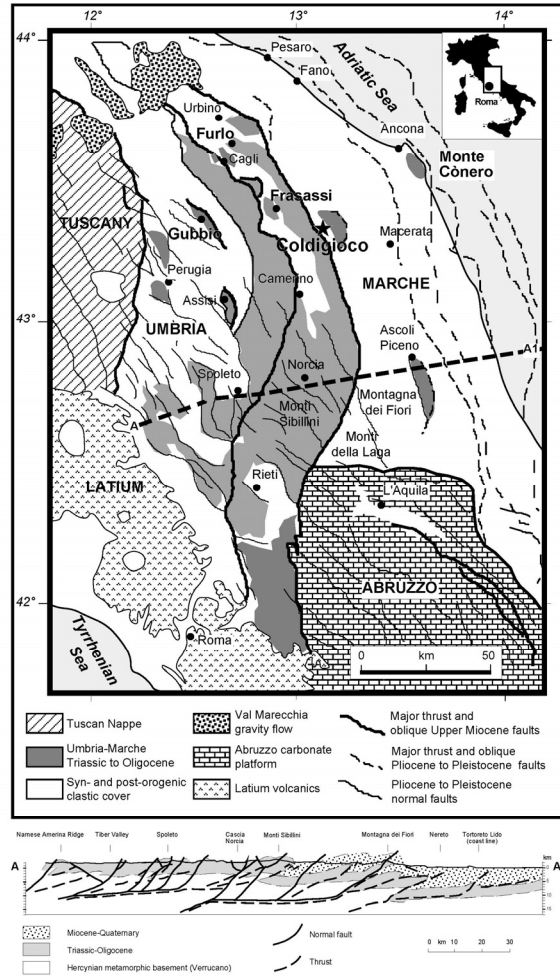 12° 13° 14°
44°
Pesaro
Adriatic Sea
Fano
Roma
Urbino
Ancona
Furlo
Cagli
Monte
Cònero
Frasassi
TUSCANY
Gubbio
Coldigioco
Macerata
Perugia
Camerino
MARCHE
Assisi
43°
UMBRIA
Ascoli
Piceno
A1
Spoleto
Norcia
A
Monti
Sibillini
Montagna
dei Fiori
Monti
della Laga
Rieti
LATIUM
L'Aquila
42°
ABRUZZO
Tyrrhenian
Sea
Roma
0 50
km
Tuscan Nappe
Val Marecchia
gravity flow
Major thrust and
oblique Upper Miocene faults
Umbria-Marche
Triassic to Oligocene
Abruzzo carbonate
platform
Major thrust and oblique
Pliocene to Pleistocene faults
Syn- and post-orogenic
clastic cover
Latium volcanics
Pliocene to Pleistocene
normal faults
Narnese Amerina Ridge
Tiber Valley
Spoleto
Cascia
Norcia
Monti Sibillini
Montagna dei Fiori
Nereto
Tortoreto Lido
(coast line)
A
km
0
5
10
15
A'
Miocene-Quaternary
Normal fault
Triassic-Oligocene
0 km 10 20 30
Hercynian metamorphic basement (Verrucano)
Thrust